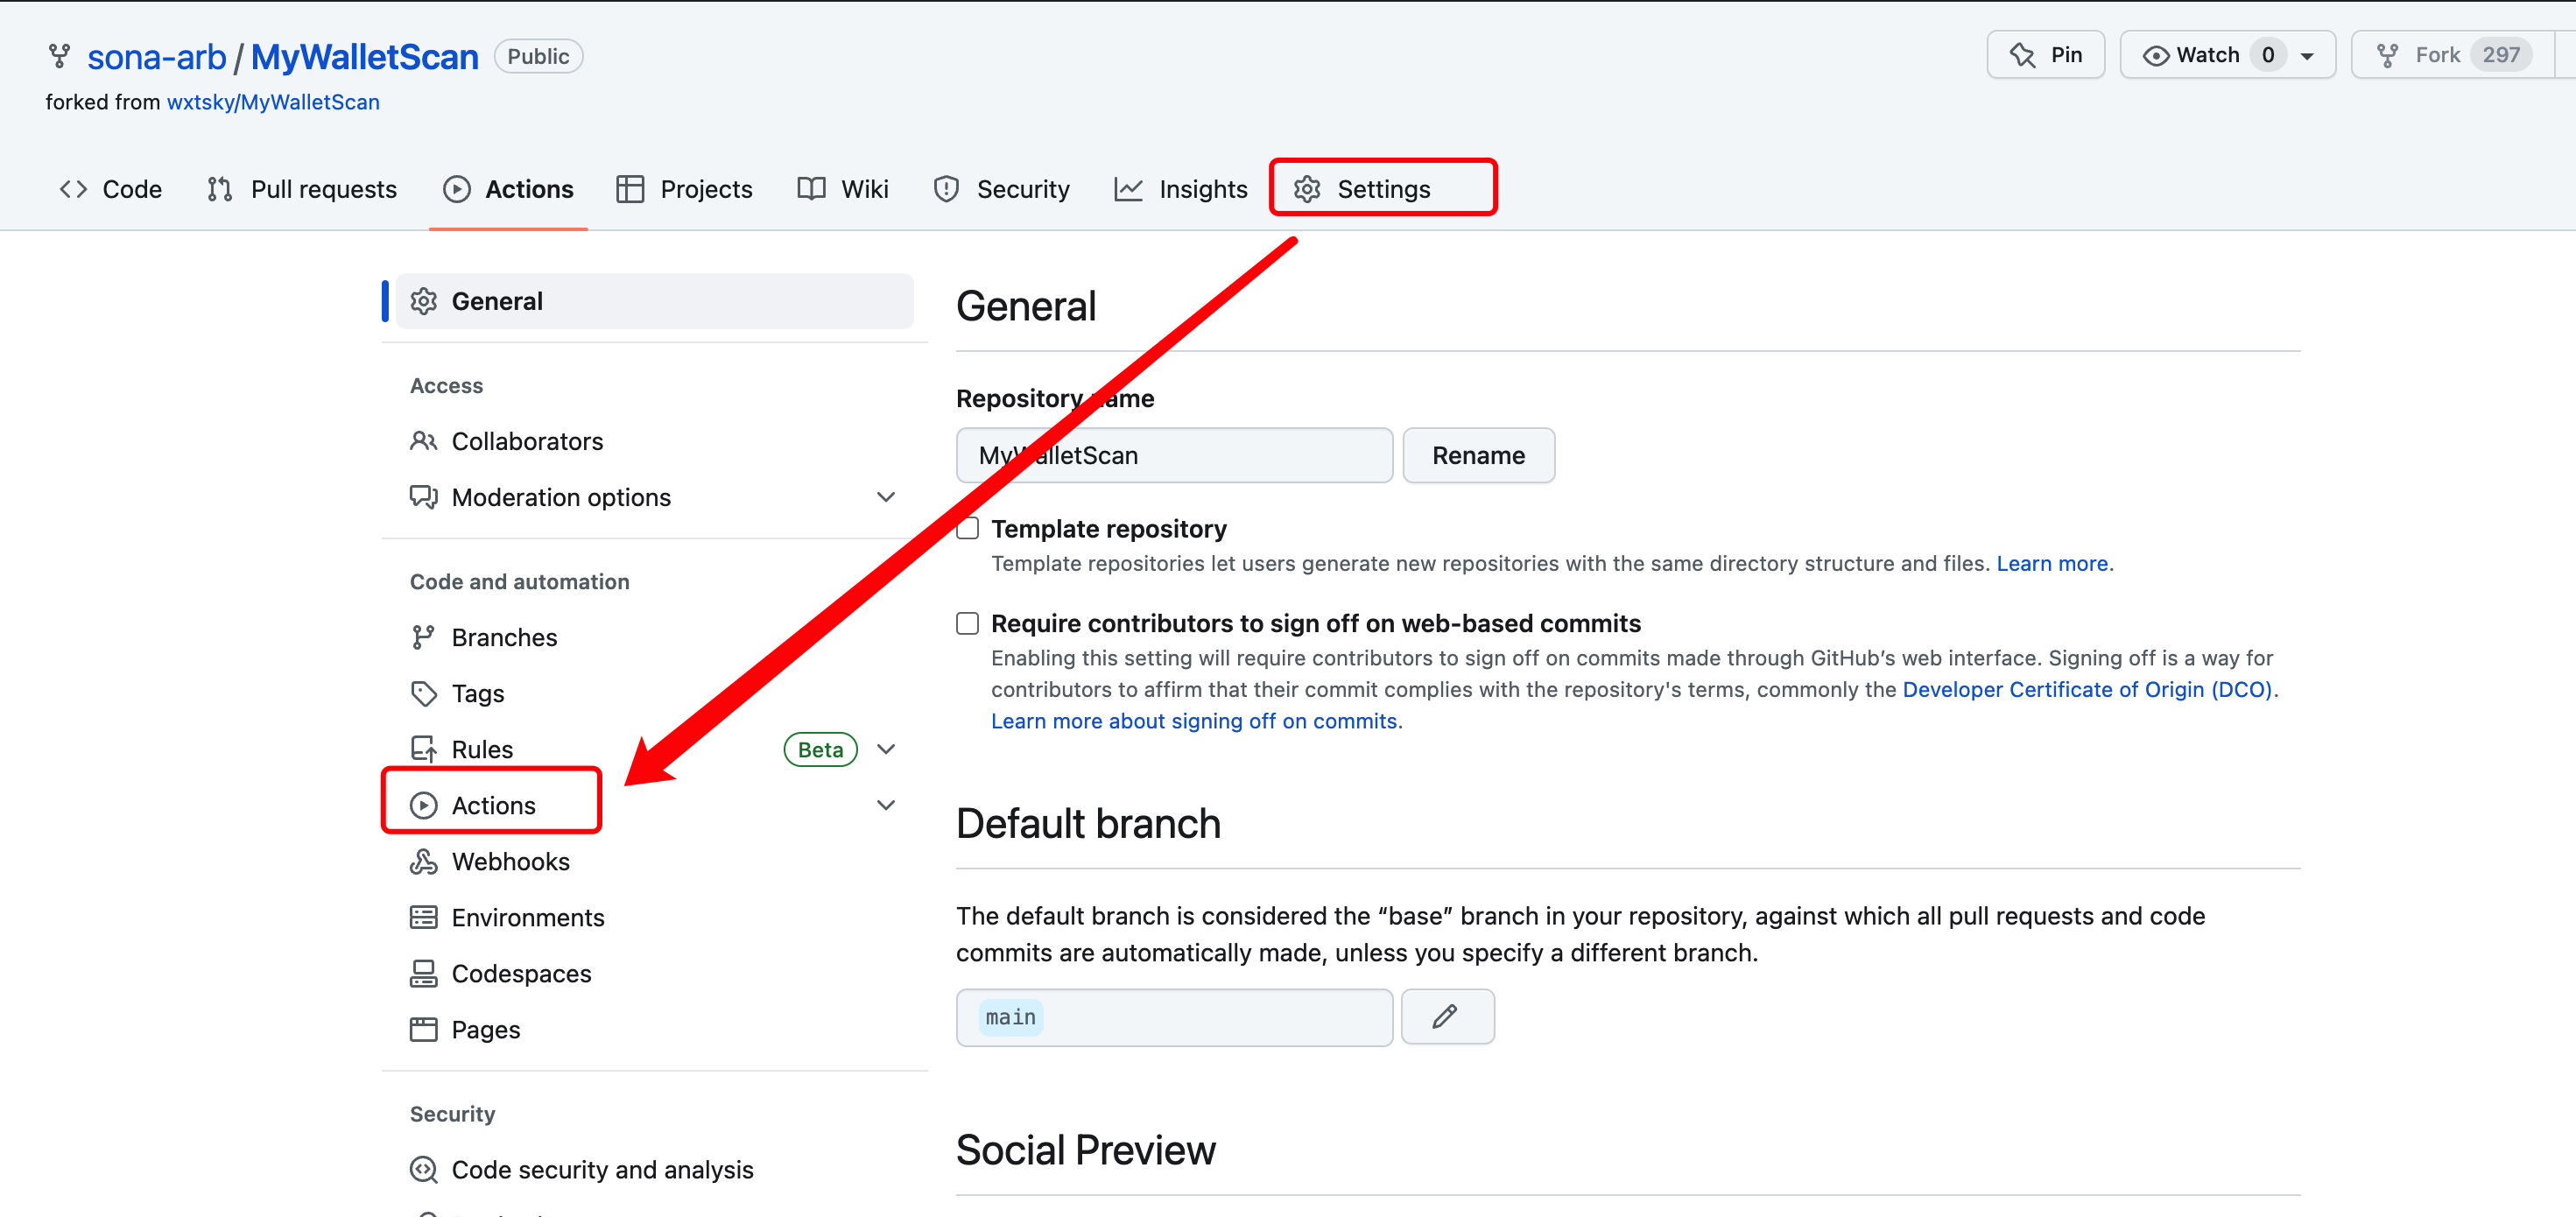 sona-arb / MyWalletScan Public
Pin
Watch 0
Fork 297
forked from wxtsky/MyWalletScan
Code
Pull requests
Actions
Projects
Wiki
Security
Insights
Settings
General
Access
Collaborators
Moderation options
Code and automation
Branches
Tags
Rules Beta
Actions
Webhooks
Environments
Codespaces
Pages
Security
Code security and analysis
General
Repository name
MyWalletScan
Rename
Template repository
Template repositories let users generate new repositories with the same directory structure and files. Learn more.
Require contributors to sign off on web-based commits
Enabling this setting will require contributors to sign off on commits made through GitHub’s web interface. Signing off is a way for
contributors to affirm that their commit complies with the repository's terms, commonly the Developer Certificate of Origin (DCO).
Learn more about signing off on commits.
Default branch
The default branch is considered the “base” branch in your repository, against which all pull requests and code
commits are automatically made, unless you specify a different branch.
main
Social Preview